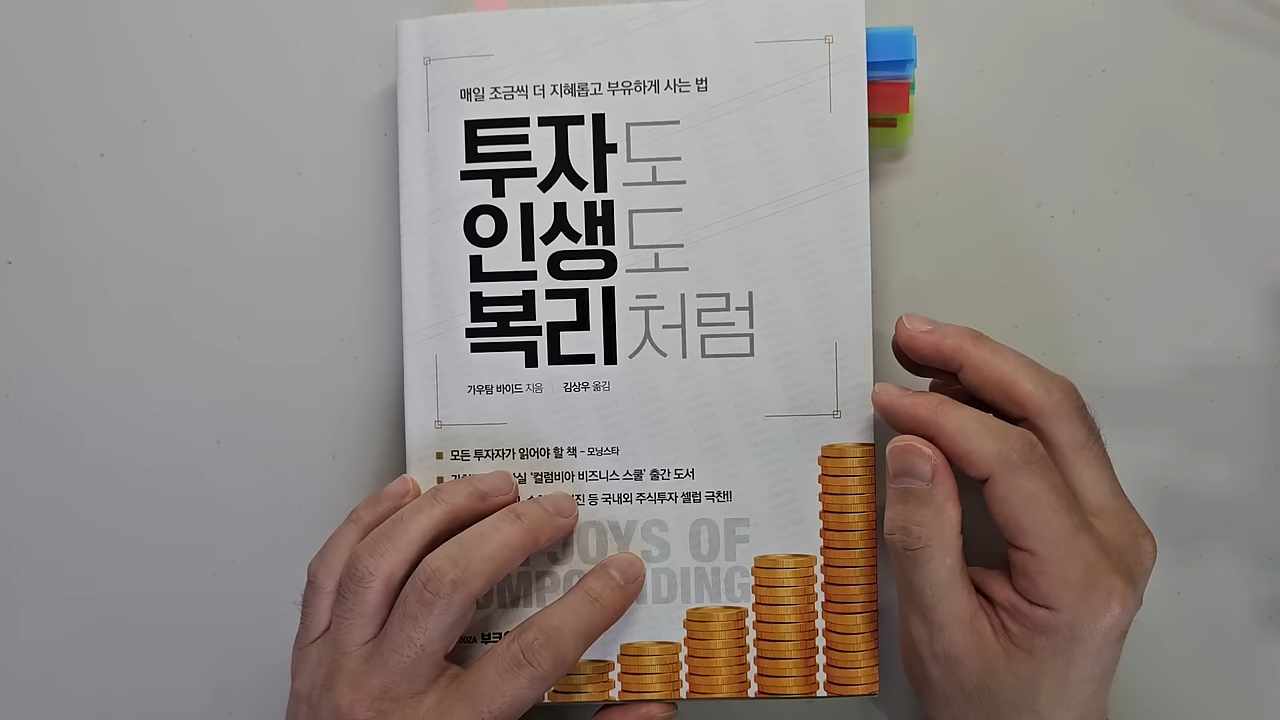 매일 조금씩 더 지혜롭고 부유하게 사는 법
투자도
인생도
복리처럼
가우탐 바이드 지음 | 김상우 옮김
모든 투자자가 읽어야 할 책 - 모닝스타
'컬럼비아 비즈니스 스쿨' 출간 도서
등 국내외 주식투자 셀럽 극찬!!
JOYS OF